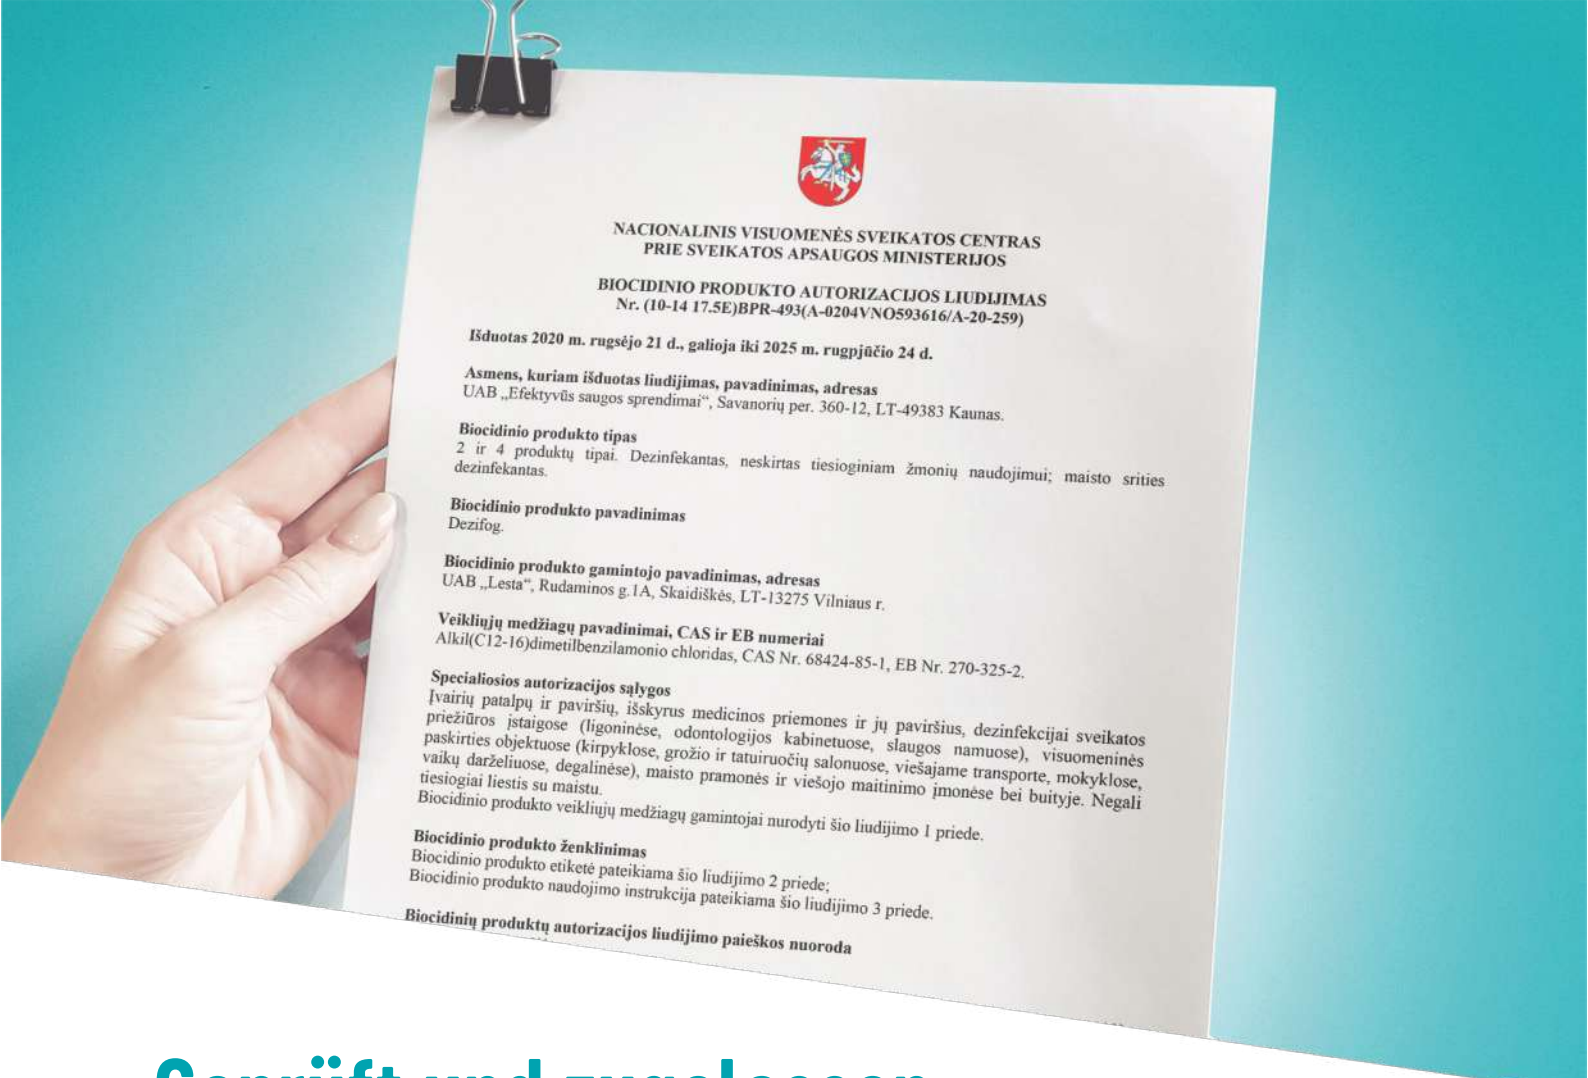 NACIONALINIS VISUOMENĖS SVEIKATOS CENTRAS
PRIE SVEIKATOS APSAUGOS MINISTERIJOS
BIOCIDINIO PRODUKTO AUTORIZACIJOS LIUDIJIMAS
Nr. (10-14 17.5E)BPR-493(A-0204VNO593616/A-20-259)
Išduotas 2020 m. rugsėjo 21 d., galioja iki 2025 m. rugpjūčio 24 d.
Asmens, kuriam išduotas liudijimas, pavadinimas, adresas
UAB „Efektyvūs saugos sprendimai“, Savanorių per. 360-12, LT-49383 Kaunas.
Biocidinio produkto tipas
2 ir 4 produktų tipai. Dezinfekantas, neskirtas tiesioginiam žmonių naudojimui; maisto srities
dezinfekantas.
Biocidinio produkto pavadinimas
Dezifog.
Biocidinio produkto gamintojo pavadinimas, adresas
UAB „Lesta“, Rudaminos g.1A, Skaidiškės, LT-13275 Vilniaus r.
Veikliųjų medžiagų pavadinimai, CAS ir EB numeriai
Alkil(C12-16)dimetilbenzilamonio chloridas, CAS Nr. 68424-85-1, EB Nr. 270-325-2.
Specialiosios autorizacijos sąlygos
Įvairių patalpų ir paviršių, išskyrus medicinos priemones ir jų paviršius, dezinfekcijai sveikatos
priežiūros įstaigose (ligoninėse, odontologijos kabinetuose, slaugos namuose), visuomeninės
paskirties objektuose (kirpyklose, grožio ir tatuiruočių salonuose, viešajame transporte, mokyklose,
vaikų darželiuose, degalinėse), maisto pramonės ir viešojo maitinimo įmonėse bei buityje. Negali
tiesiogiai liestis su maistu.
Biocidinio produkto veikliųjų medžiagų gamintojai nurodyti šio liudijimo 1 priede.
Biocidinio produkto ženklinimas
Biocidinio produkto etiketė pateikiama šio liudijimo 2 priede;
Biocidinio produkto naudojimo instrukcija pateikiama šio liudijimo 3 priede.
Biocidinių produktų autorizacijos liudijimo paieškos nuoroda
Geprüft und zugelassen